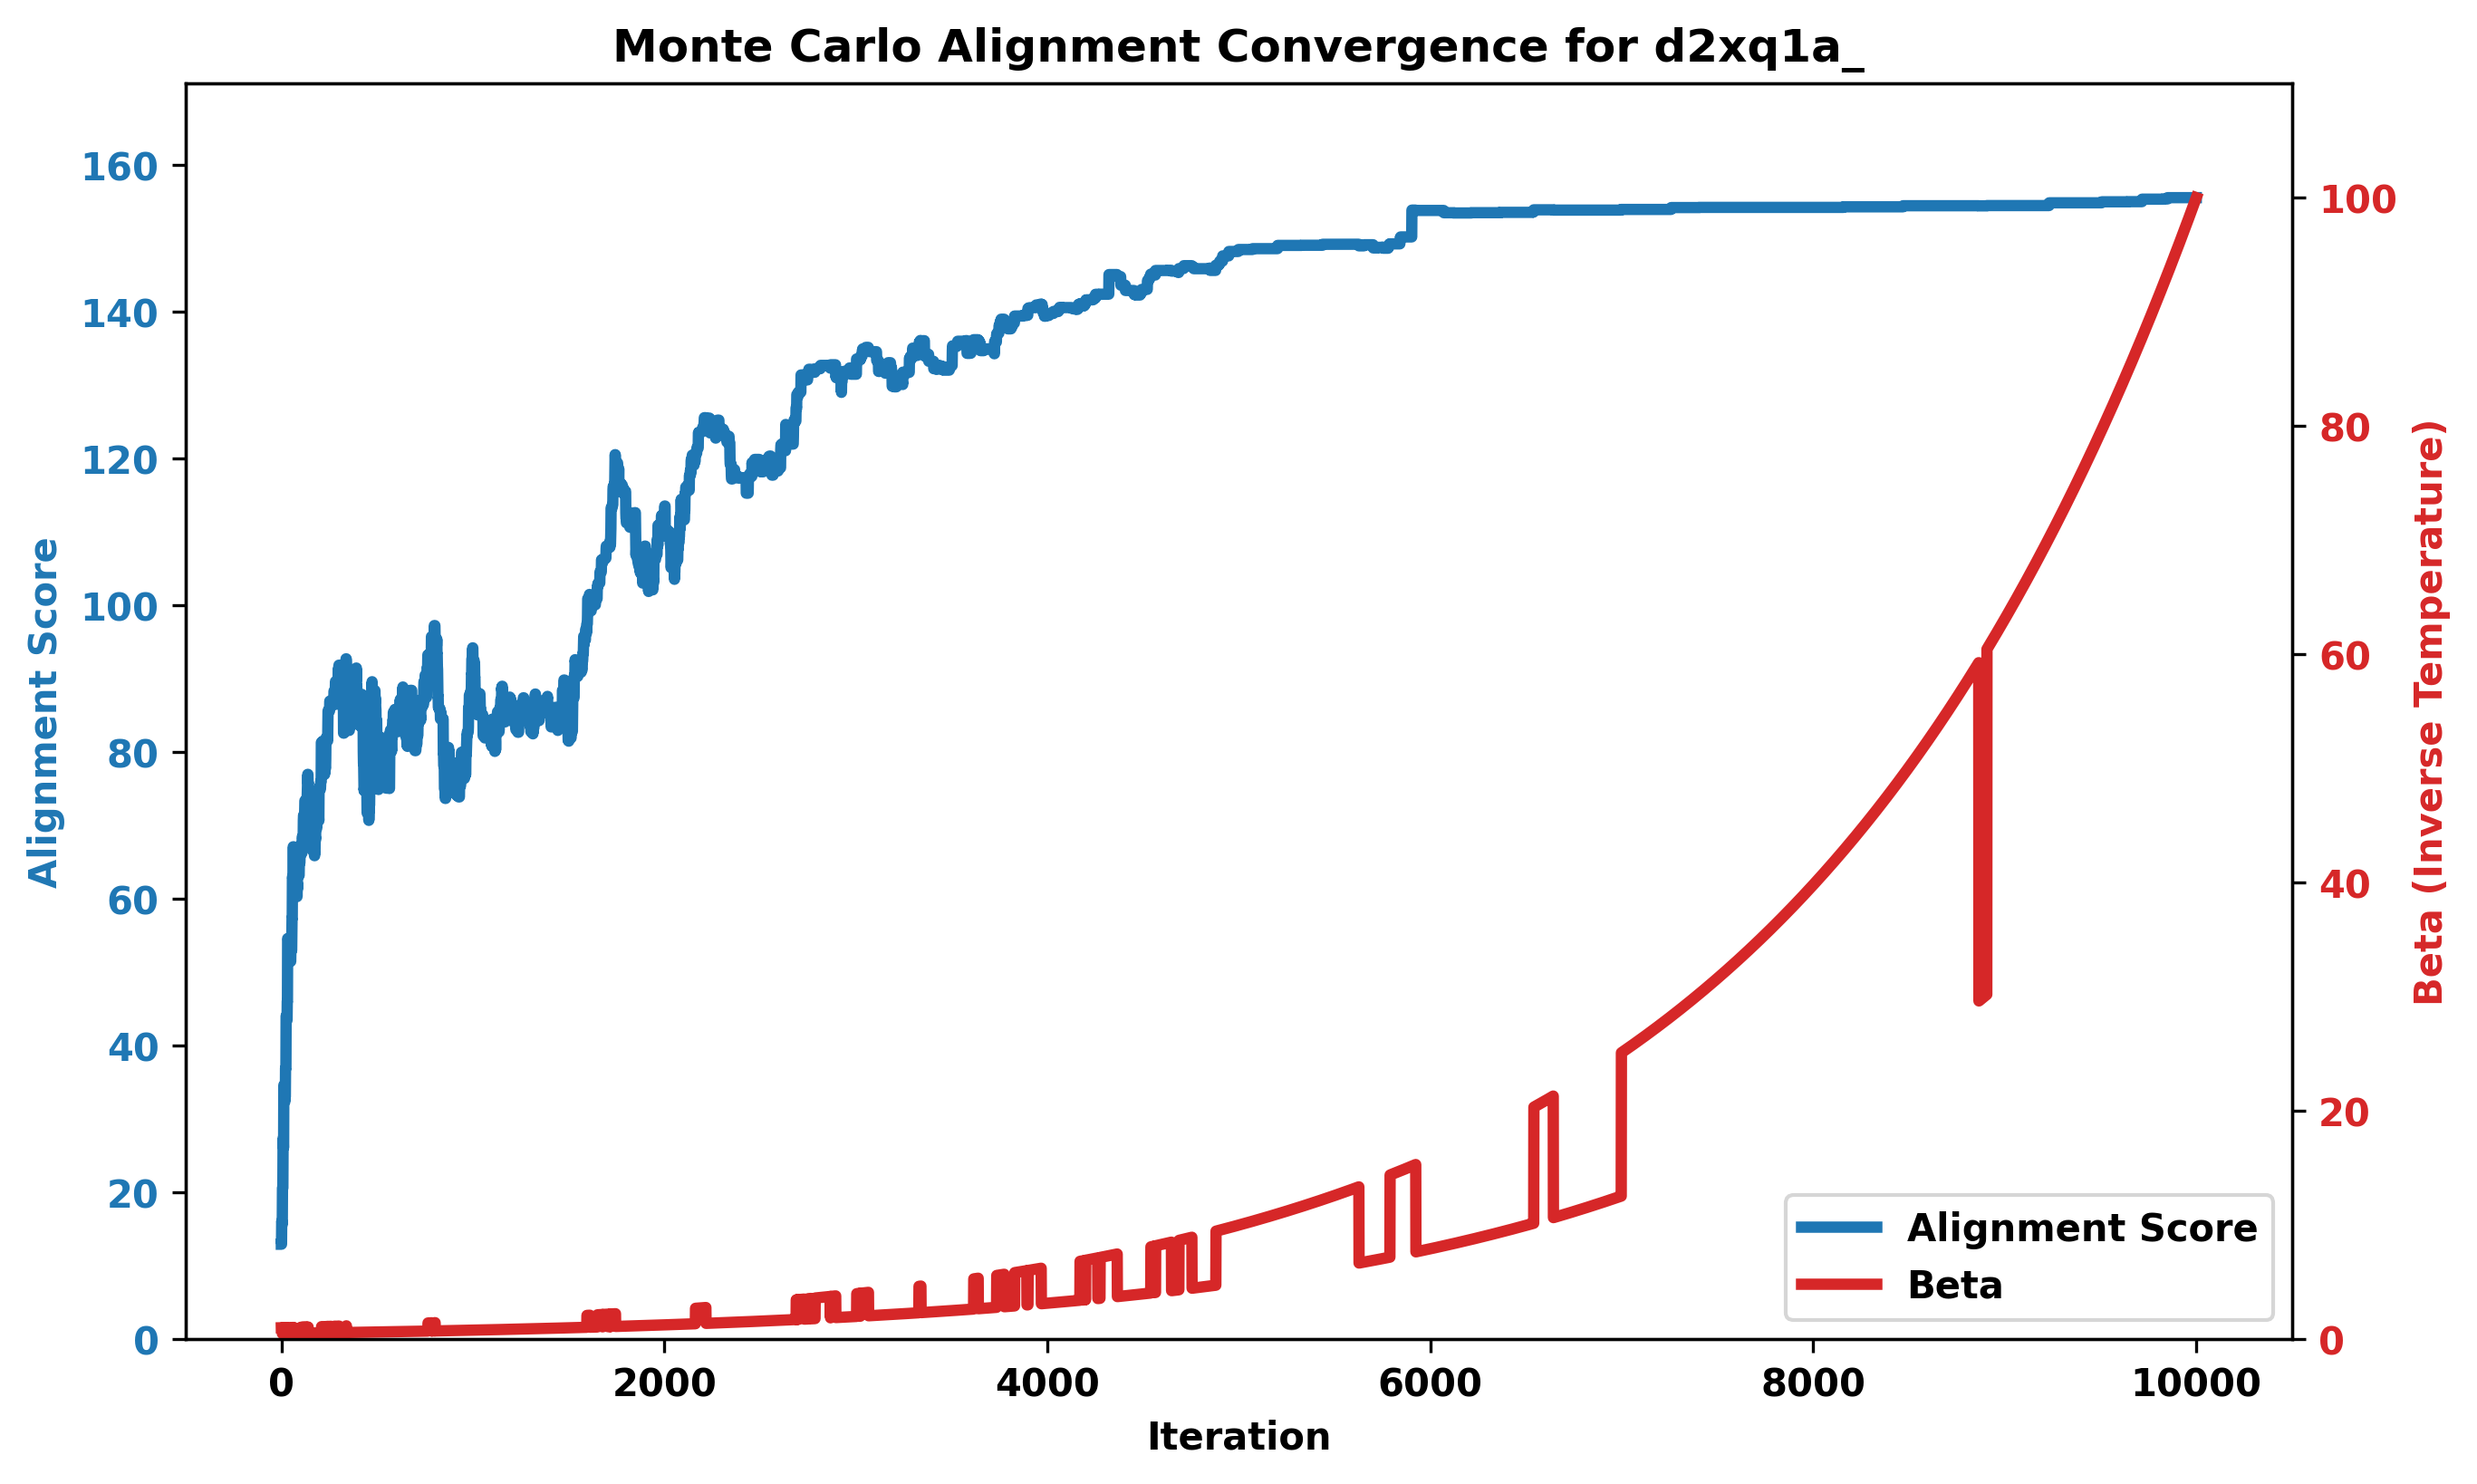 Monte Carlo Alignment Convergence for d2xq1a_
Alignment Score
160
140
120
100
80
60
40
20
0
100
80
60
40
20
0
Beta (Inverse Temperature)
Alignment Score
Beta
0 2000 4000 6000 8000 10000
Iteration